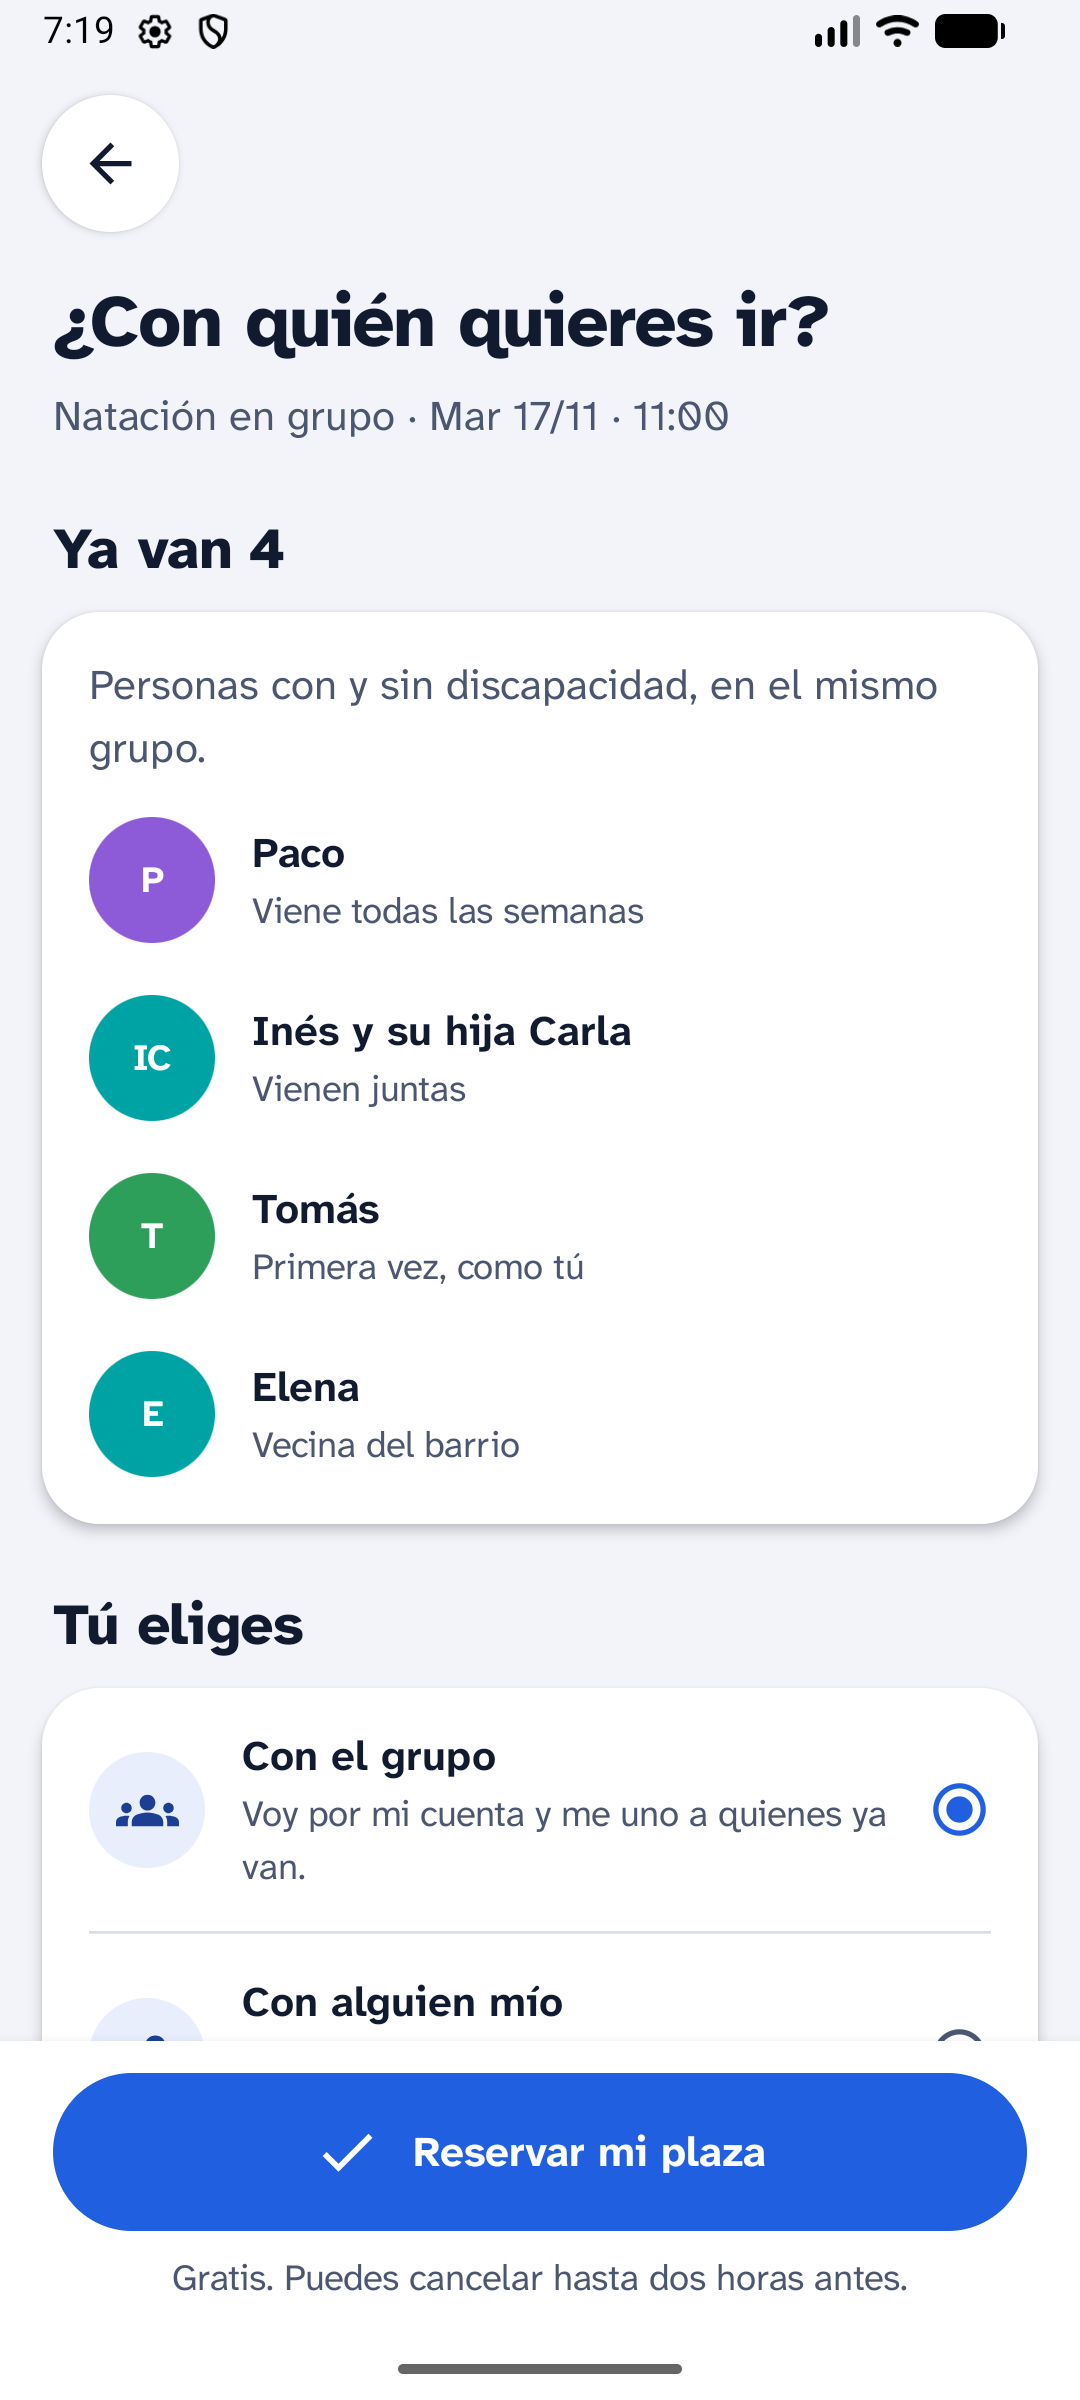 7:19
¿Con quién quieres ir?
Natación en grupo · Mar 17/11 · 11:00
Ya van 4
Personas con y sin discapacidad, en el mismo
grupo.
P
Paco
Viene todas las semanas
IC
Inés y su hija Carla
Vienen juntas
T
Tomás
Primera vez, como tú
E
Elena
Vecina del barrio
Tú eliges
Con el grupo
Voy por mi cuenta y me uno a quienes ya
van.
Con alguien mío
Reservar mi plaza
Gratis. Puedes cancelar hasta dos horas antes.